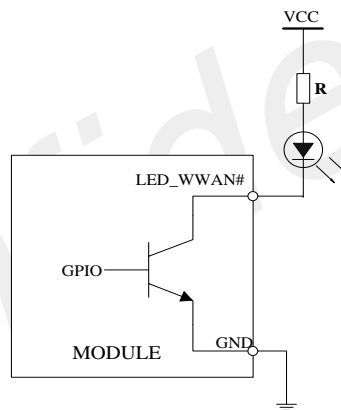 VCC
R
LED_WWAN#
GPIO
GND
MODULE